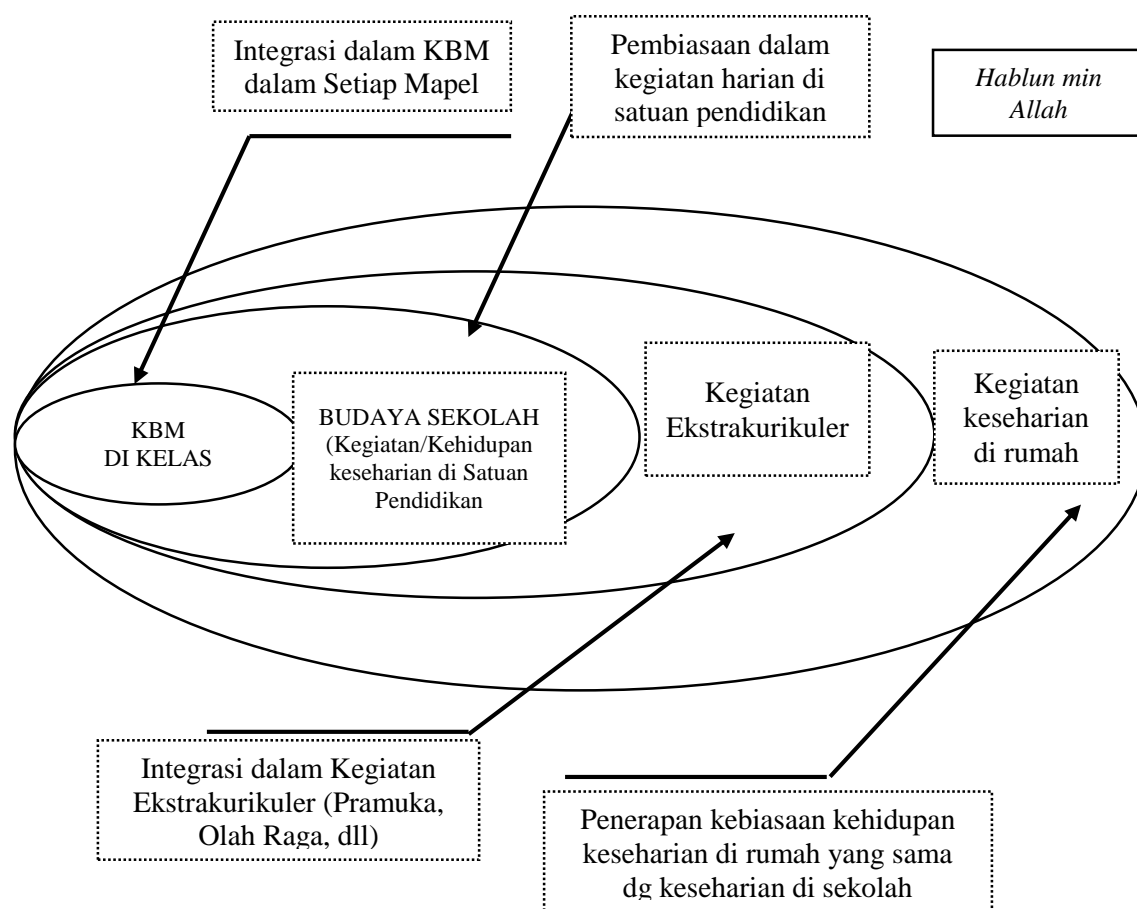 Integrasi dalam KBM
dalam Setiap Mapel
Pembiasaan dalam
kegiatan harian di
satuan pendidikan
Hablun min
Allah
KBM
DI KELAS
BUDAYA SEKOLAH
(Kegiatan/Kehidupan
keseharian di Satuan
Pendidikan
Kegiatan
Ekstrakurikuler
Kegiatan
keseharian
di rumah
Integrasi dalam Kegiatan
Ekstrakurikuler (Pramuka,
Olah Raga, dll)
Penerapan kebiasaan kehidupan
keseharian di rumah yang sama
dg keseharian di sekolah